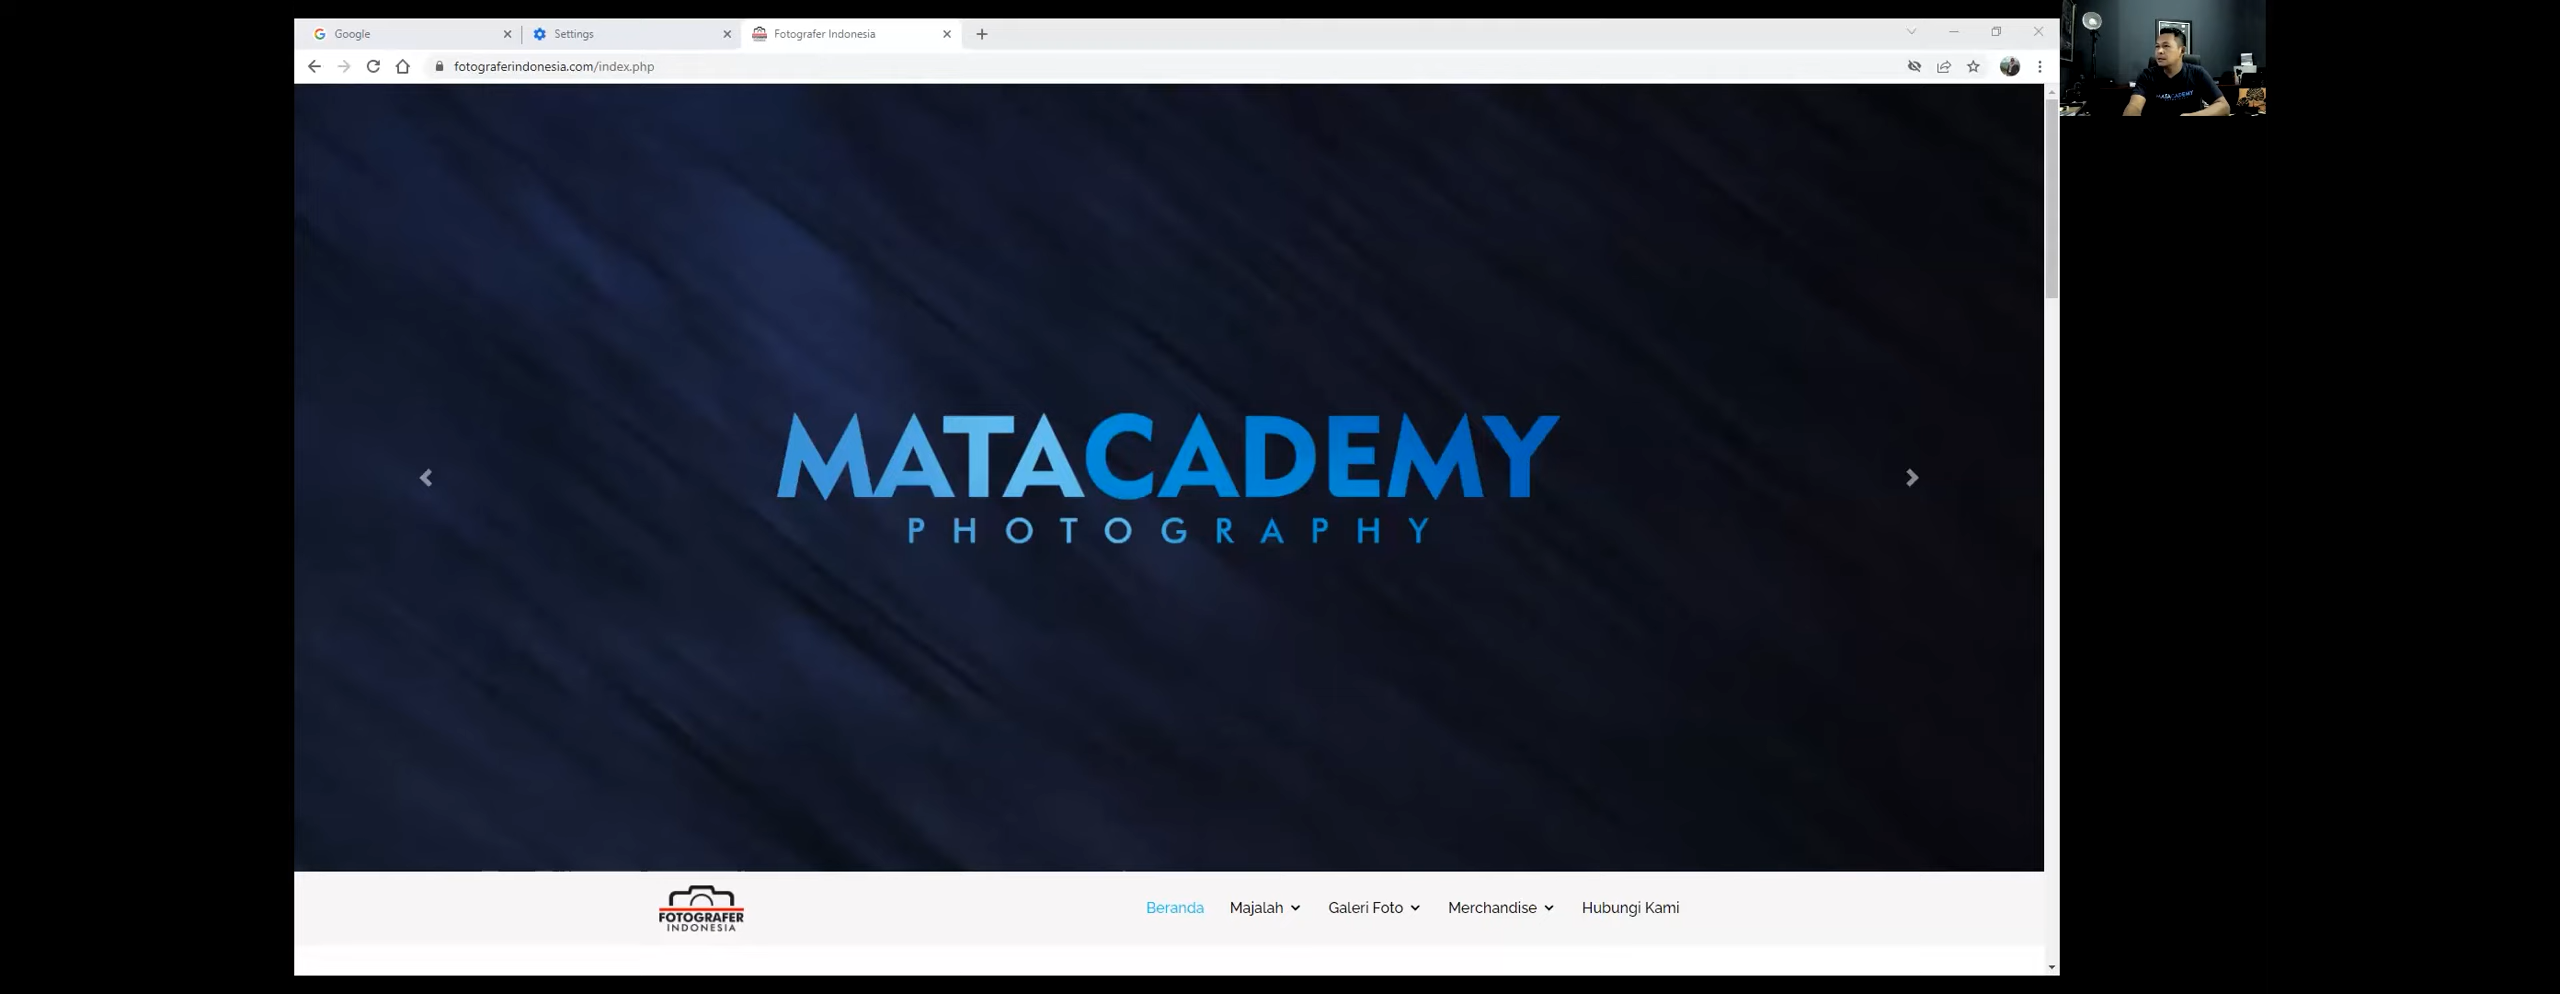 Google
Settings
Fotografer Indonesia
fotograferindonesia.com/index.php
MATACADEMY
MATACADEMY
PHOTOGRAPHY
FOTOGRAFER
INDONESIA
Beranda
Majalah
Galeri Foto
Merchandise
Hubungi Kami